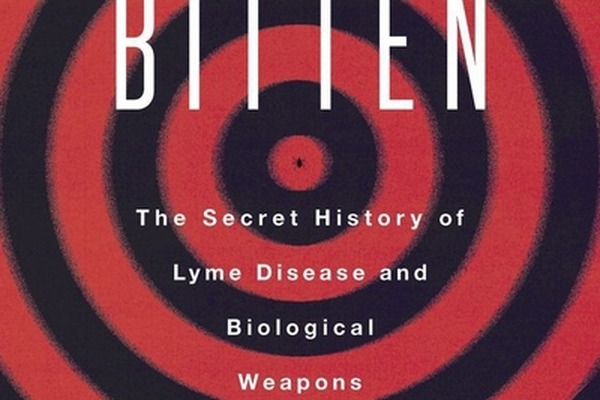 BITTEN
The Secret History of
Lyme Disease and
Biological
Weapons